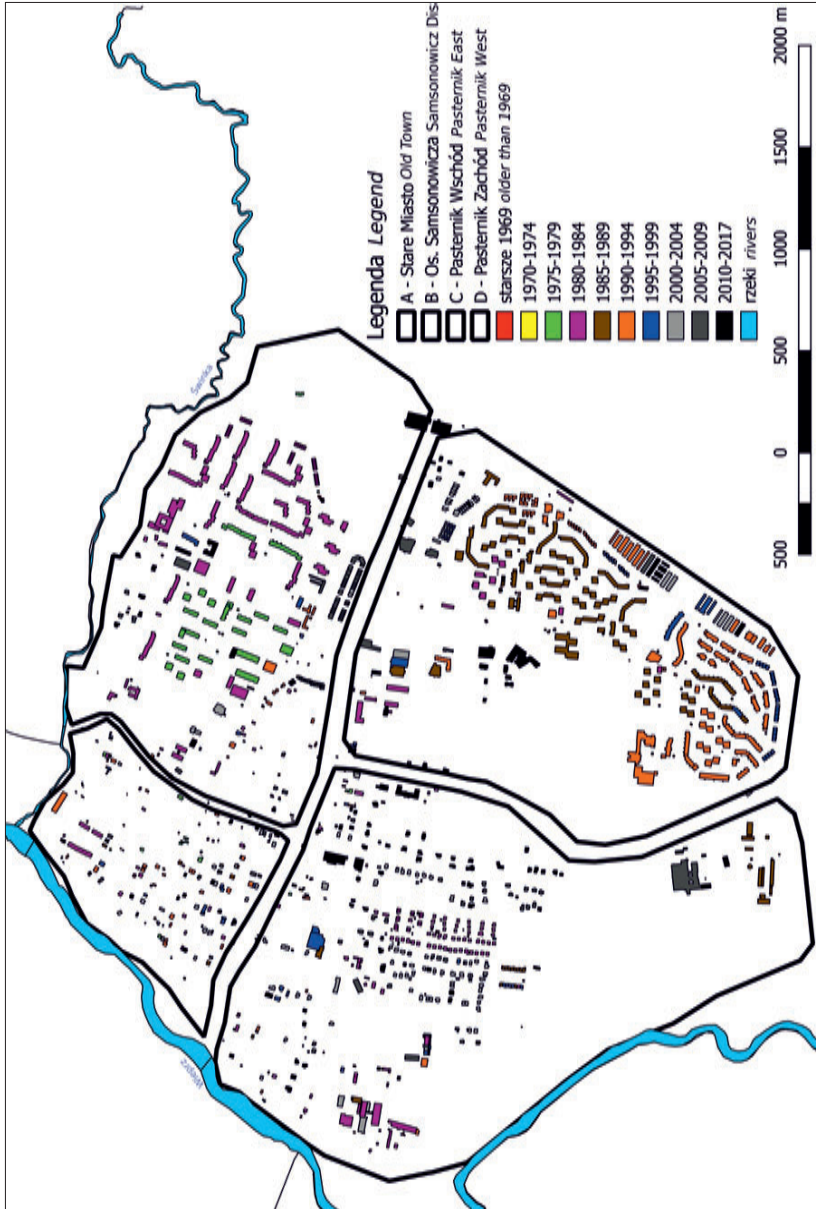 Legenda Legend
A - Stare Miasto Old Town
B - Os. Samsonowicza Samsonowicz Dis
C - Pasternik Wschód Pasternik East
D - Pasternik Zachód Pasternik West
starsze 1969 older than 1969
1970-1974
1975-1979
1980-1984
1985-1989
1990-1994
1995-1999
2000-2004
2005-2009
2010-2017
rzeki rivers
500 0 500 1000 1500 2000 m
Świnka
Wieprz